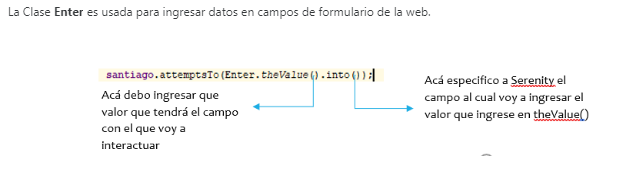 La Clase Enter es usada para ingresar datos en campos de formulario de la web.
santiago.attemptsTo(Enter.theValue().into());
Acá debo ingresar que
valor que tendrá el campo
con el que voy a
interactuar
Acá especifico a Serenity el
campo al cual voy a ingresar el
valor que ingrese en theValue()